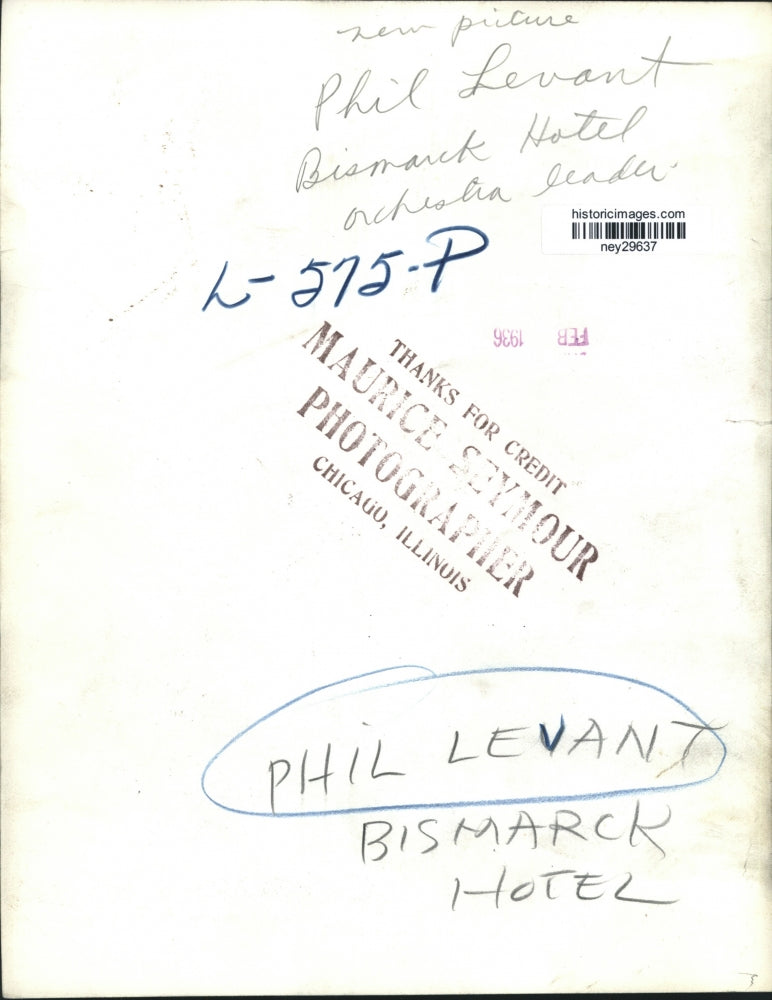 new picture
Phil Levant
Bismarck Hotel
orchestra leader
historicimages.com
ney29637
L-575-P
FEB 1936
THANKS FOR CREDIT
MAURICE SEYMOUR
PHOTOGRAPHER
CHICAGO, ILLINOIS
PHIL LEVANT
BISMARCK
HOTEL